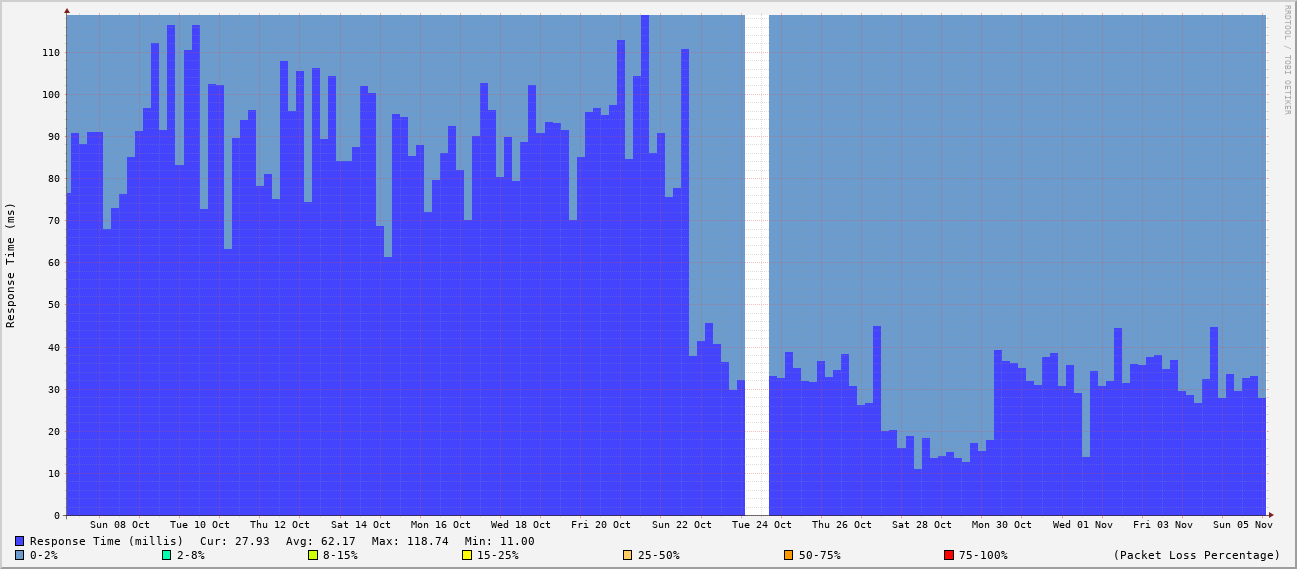 RRDTOOL / TOBI OETIKER
Response Time (ms)
110
100
90
80
70
60
50
40
30
20
10
0
Sun 08 Oct Tue 10 Oct Thu 12 Oct Sat 14 Oct Mon 16 Oct Wed 18 Oct Fri 20 Oct Sun 22 Oct Tue 24 Oct Thu 26 Oct Sat 28 Oct Mon 30 Oct Wed 01 Nov Fri 03 Nov Sun 05 Nov
Response Time (millis) Cur: 27.93 Avg: 62.17 Max: 118.74 Min: 11.00
0-2% 2-8% 8-15% 15-25% 25-50% 50-75% 75-100% (Packet Loss Percentage)